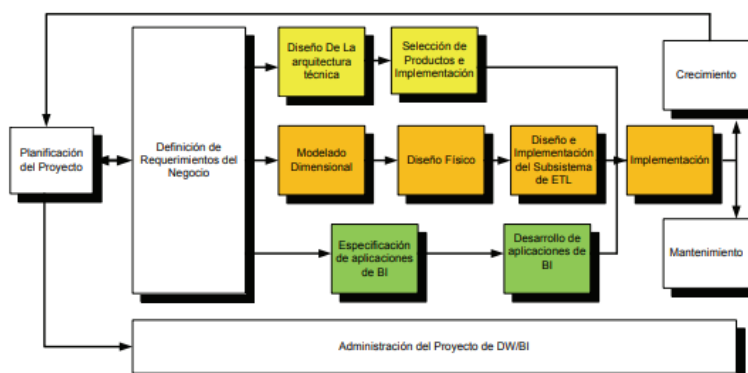 Diseño De La
arquitectura
técnica
Selección de
Productos e
Implementación
Crecimiento
Planificación
del Proyecto
Definición de
Requerimientos del
Negocio
Modelado
Dimensional
Diseño Físico
Diseño e
Implementación
del Subsistema
de ETL
Implementación
Especificación
de aplicaciones
de BI
Desarrollo de
aplicaciones de
BI
Mantenimiento
Administración del Proyecto de DW/BI